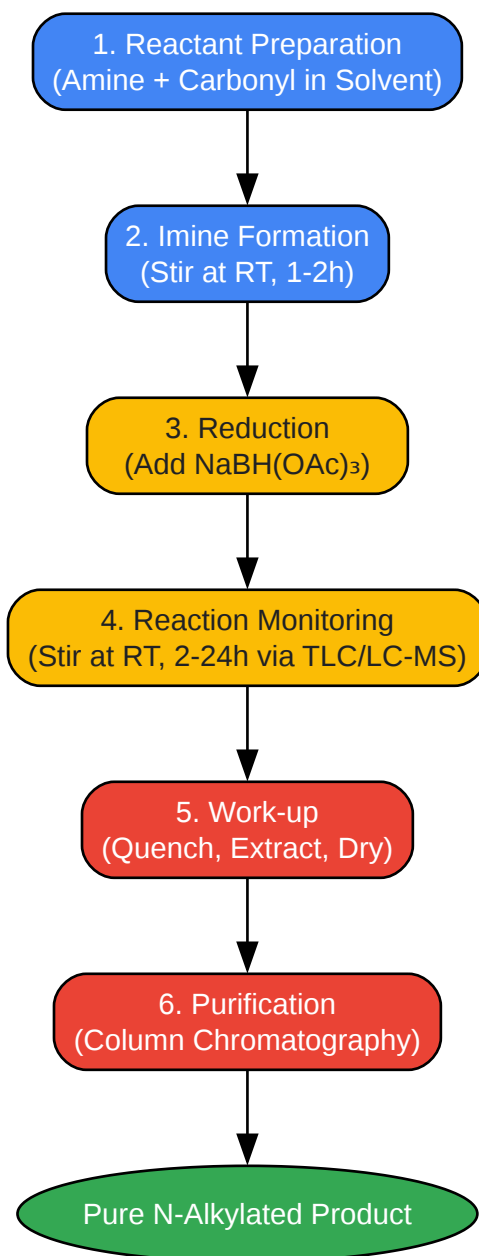 1. Reactant Preparation
(Amine + Carbonyl in Solvent)
2. Imine Formation
(Stir at RT, 1-2h)
3. Reduction
(Add NaBH(OAc)₃)
4. Reaction Monitoring
(Stir at RT, 2-24h via TLC/LC-MS)
5. Work-up
(Quench, Extract, Dry)
6. Purification
(Column Chromatography)
Pure N-Alkylated Product